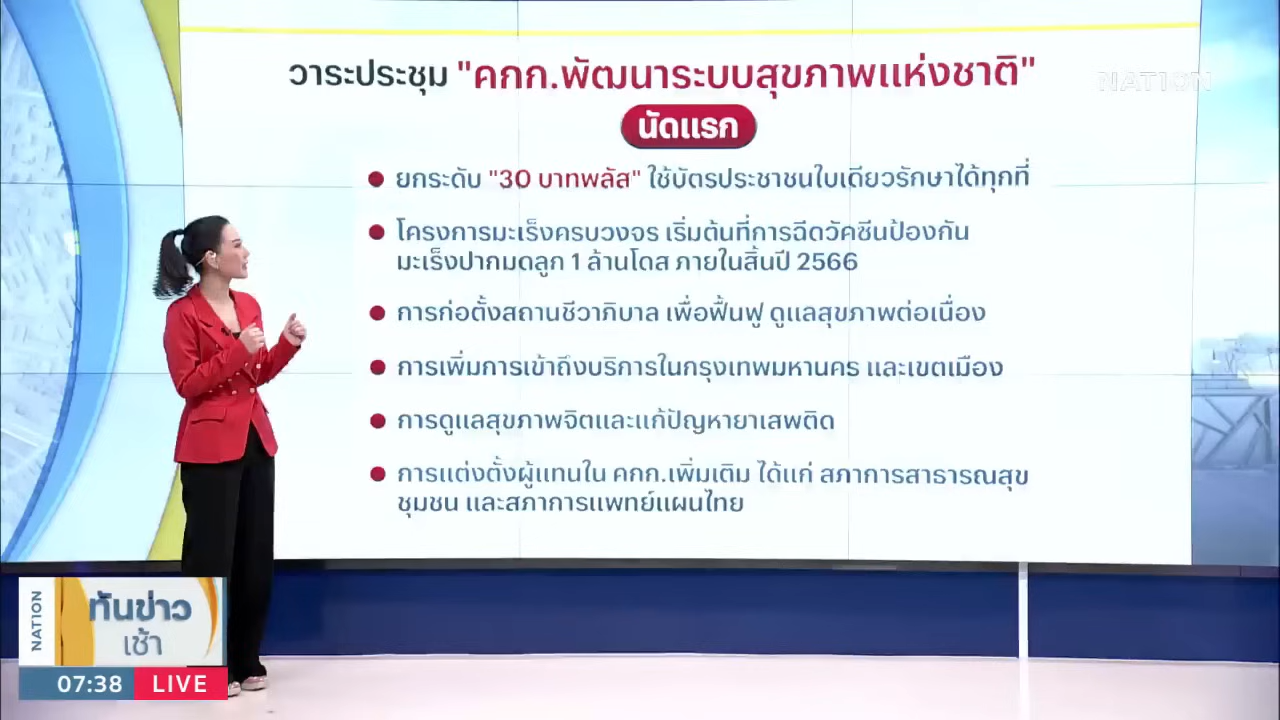 วาระประชุม "คกก.พัฒนาระบบสุขภาพแห่งชาติ"
NATION
นัดแรก
ยกระดับ "30 บาทพลัส" ใช้บัตรประชาชนใบเดียวรักษาได้ทุกที่
โครงการมะเร็งครบวงจร เริ่มต้นที่การฉีดวัคซีนป้องกัน
มะเร็งปากมดลูก 1 ล้านโดส ภายในสิ้นปี 2566
การก่อตั้งสถานชีวาภิบาล เพื่อฟื้นฟู ดูแลสุขภาพต่อเนื่อง
การเพิ่มการเข้าถึงบริการในกรุงเทพมหานคร และเขตเมือง
การดูแลสุขภาพจิตและแก้ปัญหายาเสพติด
การแต่งตั้งผู้แทนใน คกก.เพิ่มเติม ได้แก่ สภาการสาธารณสุข
ชุมชน และสภาการแพทย์แผนไทย
NATION
ทันข่าว
เช้า
07:38 LIVE